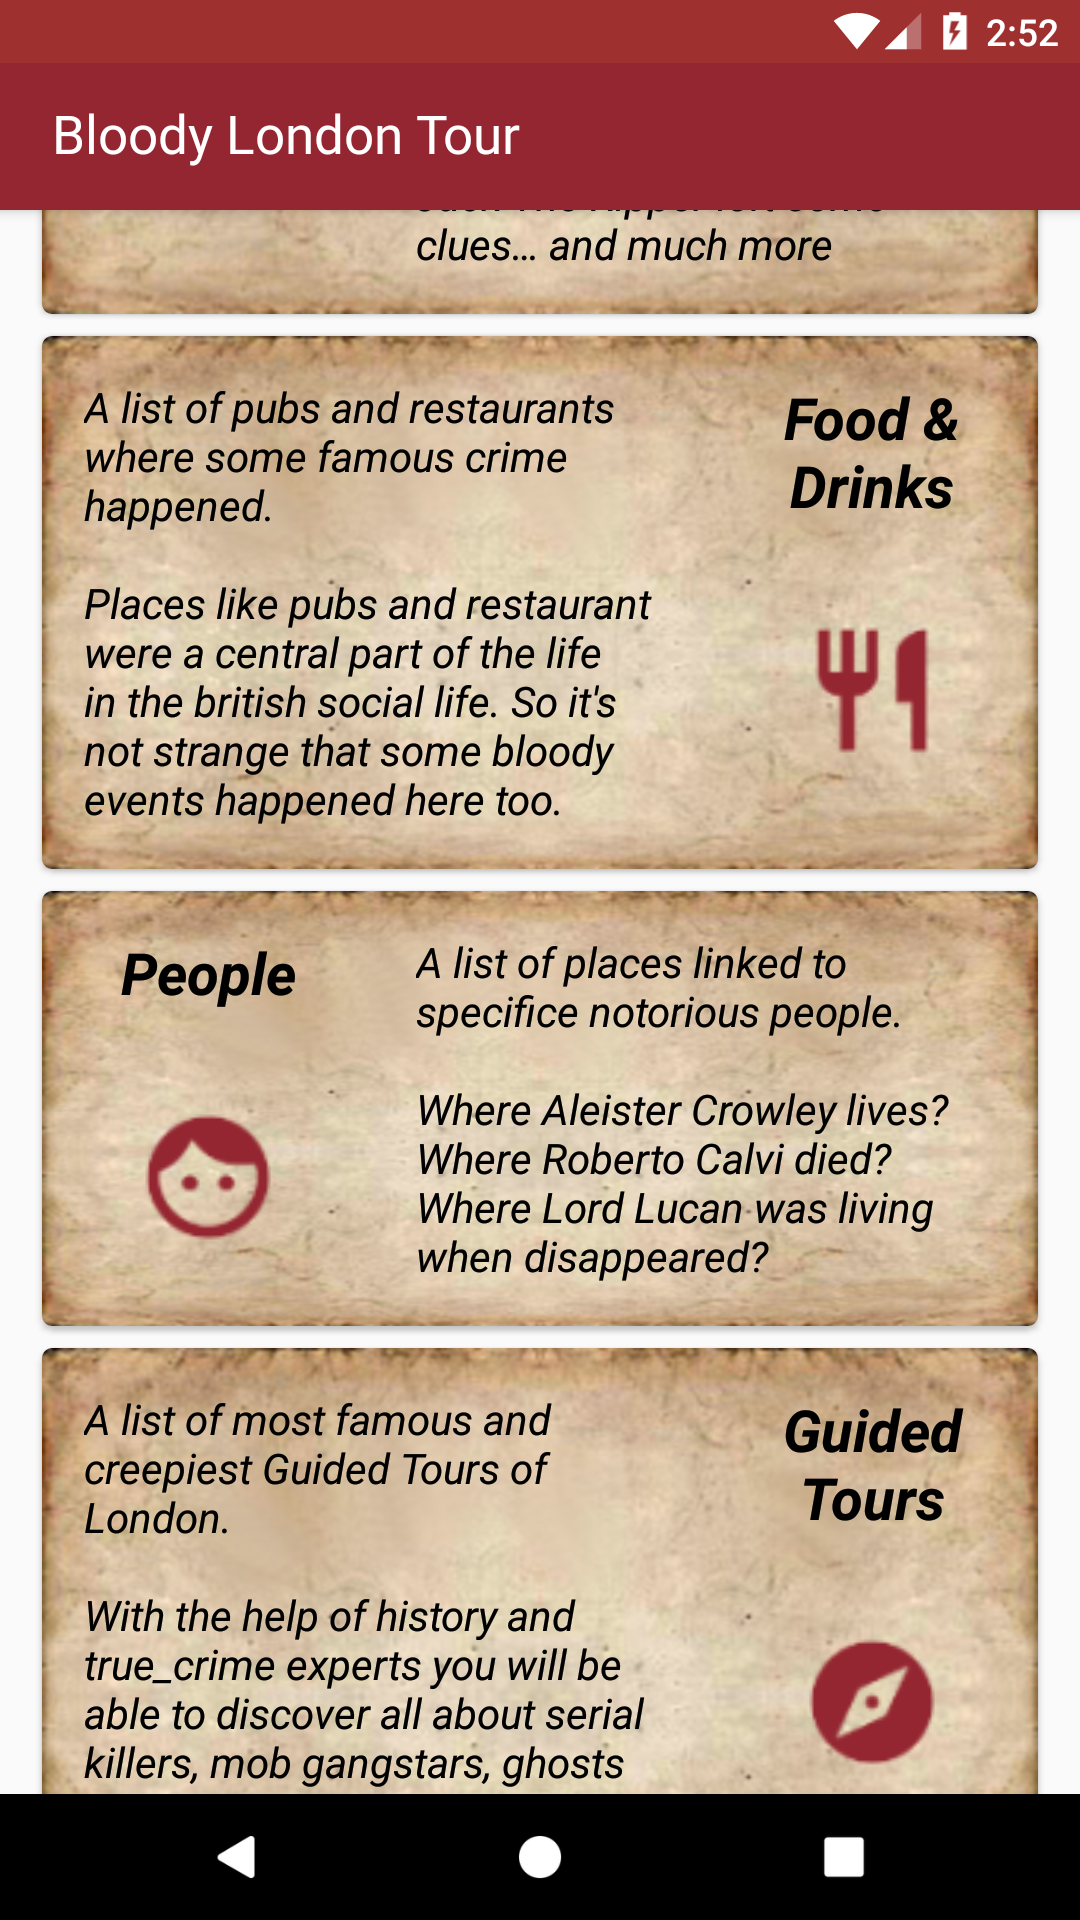 2:52
Bloody London Tour
clues... and much more
A list of pubs and restaurants
where some famous crime
happened.
Places like pubs and restaurant
were a central part of the life
in the british social life. So it's
not strange that some bloody
events happened here too.
Food &
Drinks
People
A list of places linked to
specifice notorious people.
Where Aleister Crowley lives?
Where Roberto Calvi died?
Where Lord Lucan was living
when disappeared?
A list of most famous and
creepiest Guided Tours of
London.
With the help of history and
true_crime experts you will be
able to discover all about serial
killers, mob gangstars, ghosts
Guided
Tours